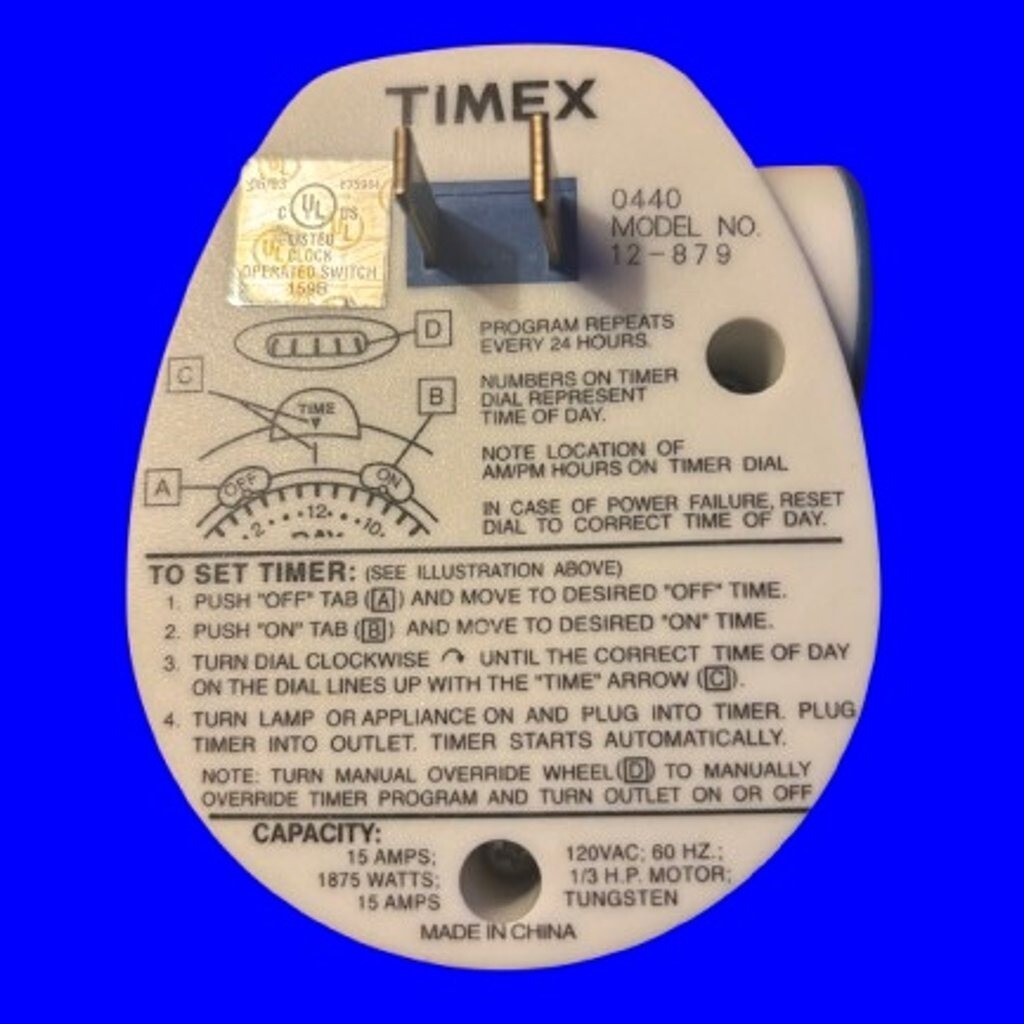 TIMEX
0440
MODEL NO.
12-879
C UL US
LISTED
CLOCK
OPERATED SWITCH
159B
D
C
B
TIME
A
OFF
ON
2 12 10
DAY
PROGRAM REPEATS
EVERY 24 HOURS.
NUMBERS ON TIMER
DIAL REPRESENT
TIME OF DAY.
NOTE LOCATION OF
AM/PM HOURS ON TIMER DIAL
IN CASE OF POWER FAILURE, RESET
DIAL TO CORRECT TIME OF DAY.
TO SET TIMER: (SEE ILLUSTRATION ABOVE)
1. PUSH "OFF" TAB (A) AND MOVE TO DESIRED "OFF" TIME.
2. PUSH "ON" TAB (B) AND MOVE TO DESIRED "ON" TIME.
3. TURN DIAL CLOCKWISE UNTIL THE CORRECT TIME OF DAY
ON THE DIAL LINES UP WITH THE "TIME" ARROW (C).
4. TURN LAMP OR APPLIANCE ON AND PLUG INTO TIMER. PLUG
TIMER INTO OUTLET. TIMER STARTS AUTOMATICALLY.
NOTE: TURN MANUAL OVERRIDE WHEEL (D) TO MANUALLY
OVERRIDE TIMER PROGRAM AND TURN OUTLET ON OR OFF
CAPACITY:
15 AMPS; 120VAC; 60 HZ.;
1875 WATTS; 1/3 H.P. MOTOR;
15 AMPS TUNGSTEN
MADE IN CHINA